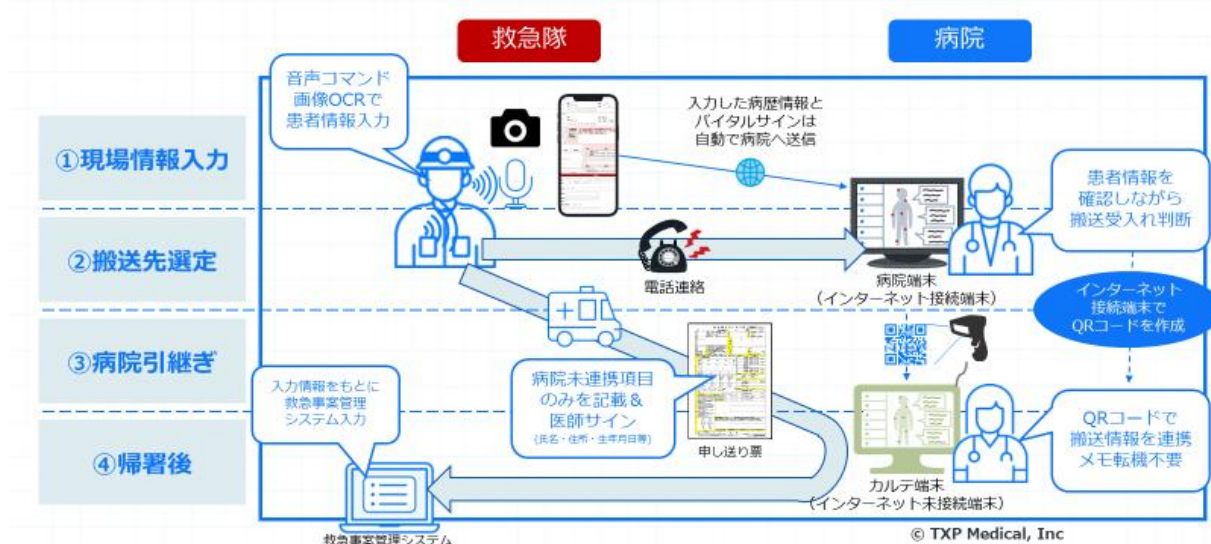 救急隊
病院
音声コマンド
画像OCRで
患者情報入力
入力した病歴情報と
バイタルサインは
自動で病院へ送信
①現場情報入力
患者情報を
確認しながら
搬送受入れ判断
②搬送先選定
電話連絡
病院端末
(インターネット接続端末)
インターネット
接続端末で
QRコードを作成
③病院引継ぎ
入力情報をもとに
救急事案管理
システム入力
病院未連携項目
のみを記載&
医師サイン
(氏名・住所・生年月日等)
申し送り票
QRコードで
搬送情報を連携
メモ転機不要
④帰署後
カルテ端末
(インターネット未接続端末)
救急事案管理システム
© TXP Medical, Inc